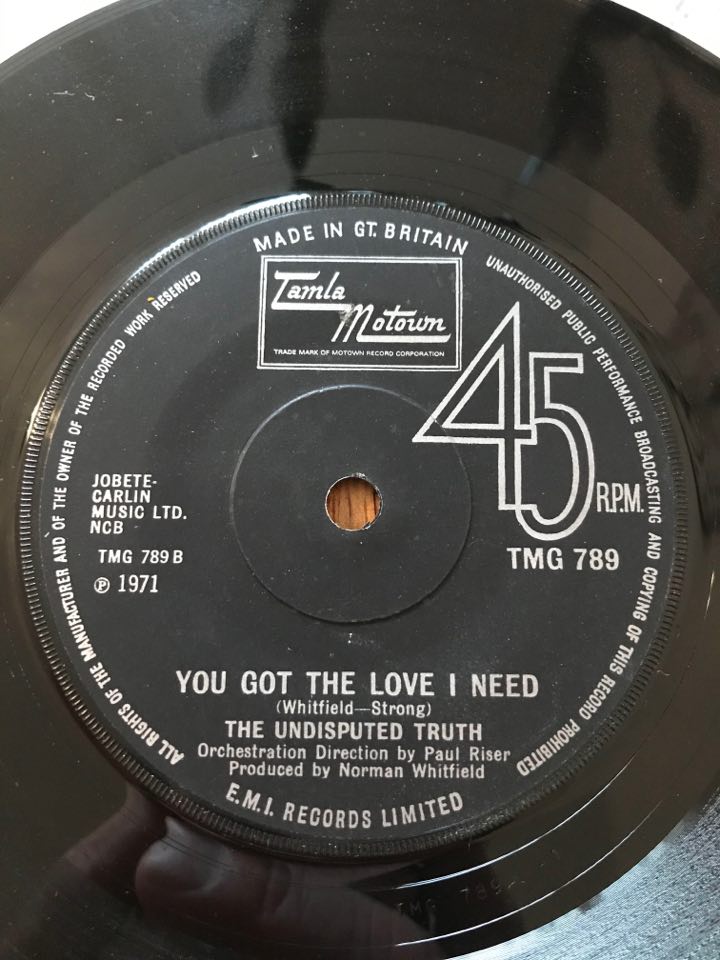 MADE IN GT. BRITAIN
Tamla
Motown
TRADE MARK OF MOTOWN RECORD CORPORATION
45
R.P.M.
TMG 789
JOBETE-
CARLIN
MUSIC LTD.
NCB
TMG 789 B
℗ 1971
YOU GOT THE LOVE I NEED
(Whitfield—Strong)
THE UNDISPUTED TRUTH
Orchestration Direction by Paul Riser
Produced by Norman Whitfield
E.M.I. RECORDS LIMITED
ALL RIGHTS OF THE MANUFACTURER AND OF THE OWNER OF THE RECORDED WORK RESERVED
UNAUTHORISED PUBLIC PERFORMANCE BROADCASTING AND COPYING OF THIS RECORD PROHIBITED
TMG 789